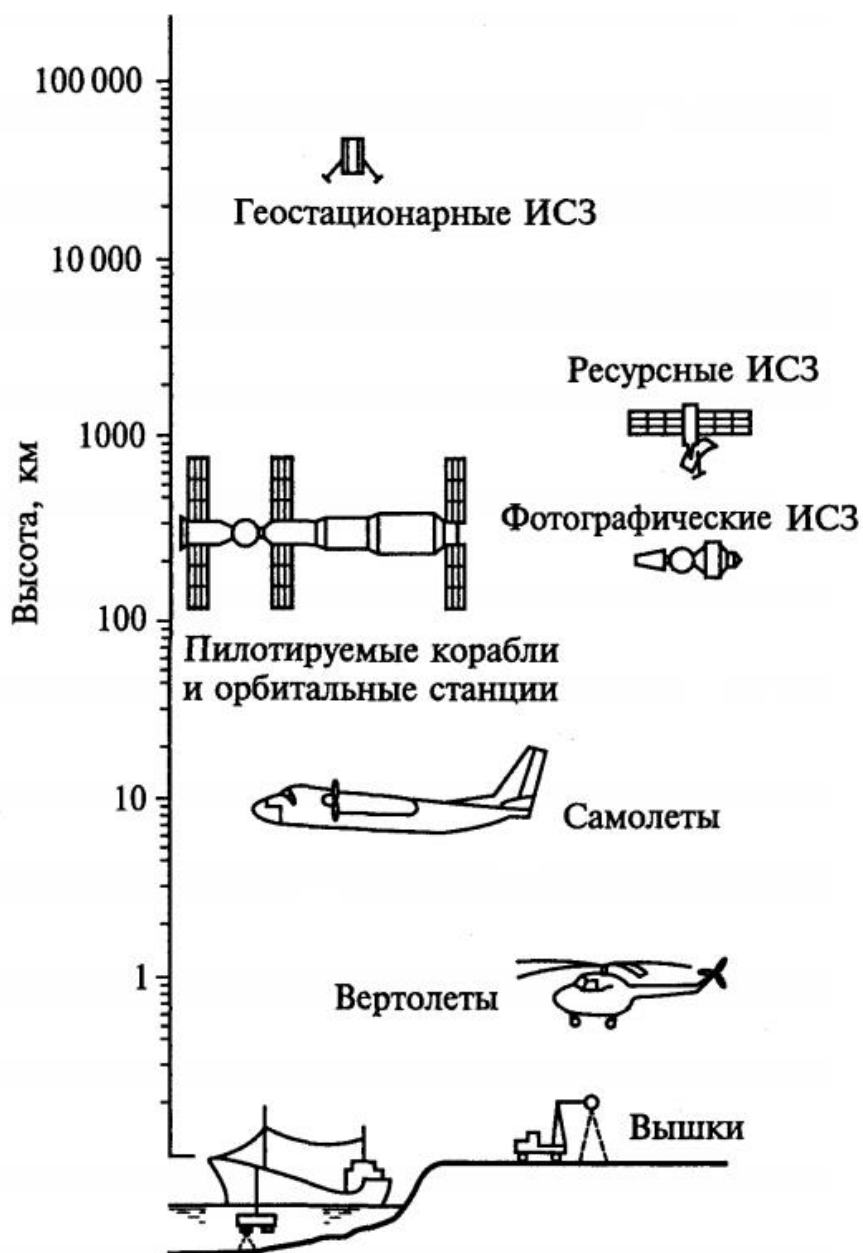 100 000
Геостационарные ИСЗ
10 000
Ресурсные ИСЗ
1000
Высота, км
Фотографические ИСЗ
100
Пилотируемые корабли
и орбитальные станции
10
Самолеты
1
Вертолеты
Вышки